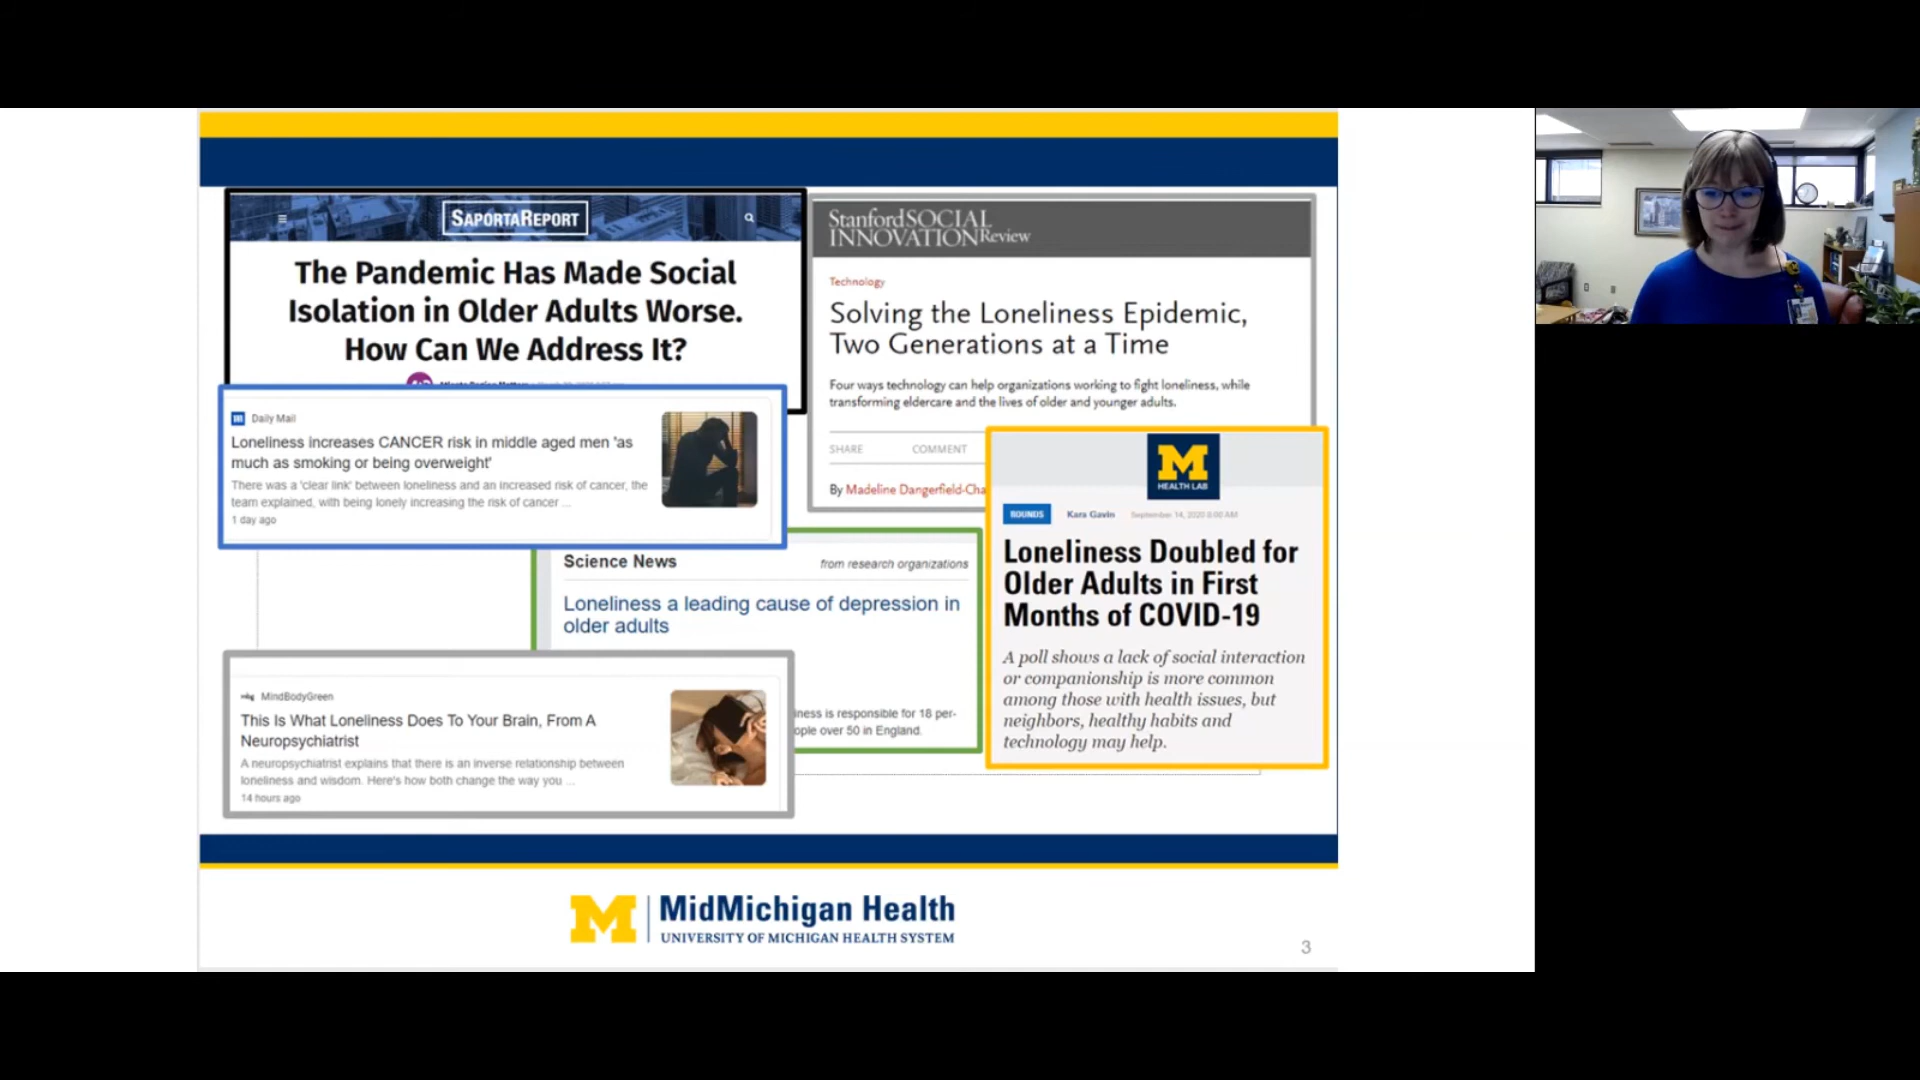 SAPORTAREPORT
The Pandemic Has Made Social
Isolation in Older Adults Worse.
How Can We Address It?
Stanford SOCIAL
INNOVATION Review
Technology
Solving the Loneliness Epidemic,
Two Generations at a Time
Four ways technology can help organizations working to fight loneliness, while
transforming eldercare and the lives of older and younger adults.
SHARE COMMENT
By Madeline Dangerfield-Cha
Daily Mail
Loneliness increases CANCER risk in middle aged men 'as
much as smoking or being overweight'
There was a 'clear link' between loneliness and an increased risk of cancer, the
team explained, with being lonely increasing the risk of cancer ...
1 day ago
M
HEALTH LAB
ROUNDS Kara Gavin September 14, 2020 8:00 AM
Loneliness Doubled for
Older Adults in First
Months of COVID-19
A poll shows a lack of social interaction
or companionship is more common
among those with health issues, but
neighbors, healthy habits and
technology may help.
Science News from research organizations
Loneliness a leading cause of depression in
older adults
is responsible for 18 per-
over 50 in England.
mbg MindBodyGreen
This Is What Loneliness Does To Your Brain, From A
Neuropsychiatrist
A neuropsychiatrist explains that there is an inverse relationship between
loneliness and wisdom. Here's how both change the way you ...
14 hours ago
M MidMichigan Health
UNIVERSITY OF MICHIGAN HEALTH SYSTEM
3